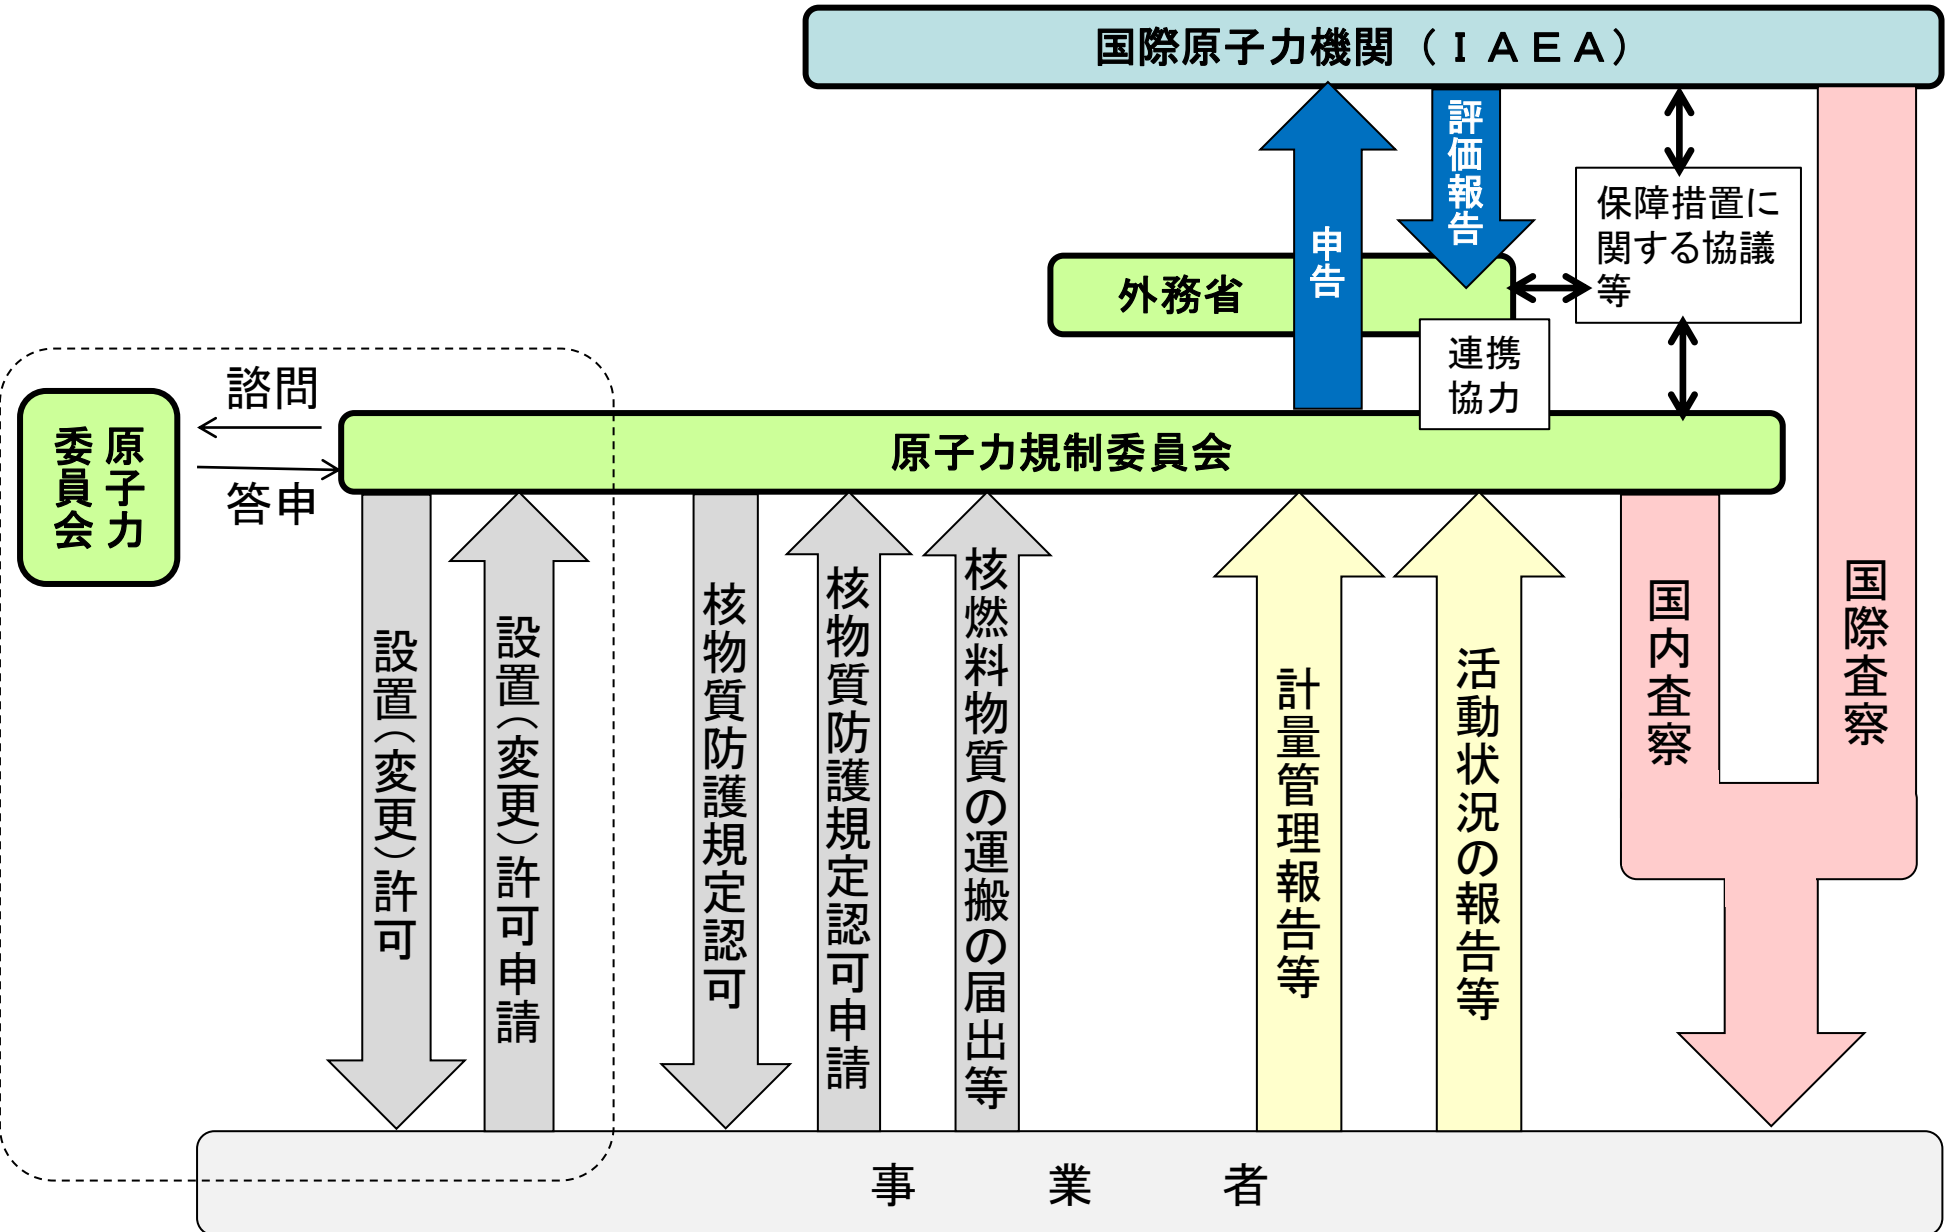 国際原子力機関（ＩＡＥＡ）
評価報告
申告
保障措置に
関する協議
等
外務省
連携
協力
諮問
答申
原子力
委員会
原子力規制委員会
設置（変更）許可
設置（変更）許可申請
核物質防護規定認可
核物質防護規定認可申請
核燃料物質の運搬の届出等
計量管理報告等
活動状況の報告等
国内査察
国際査察
事　業　者